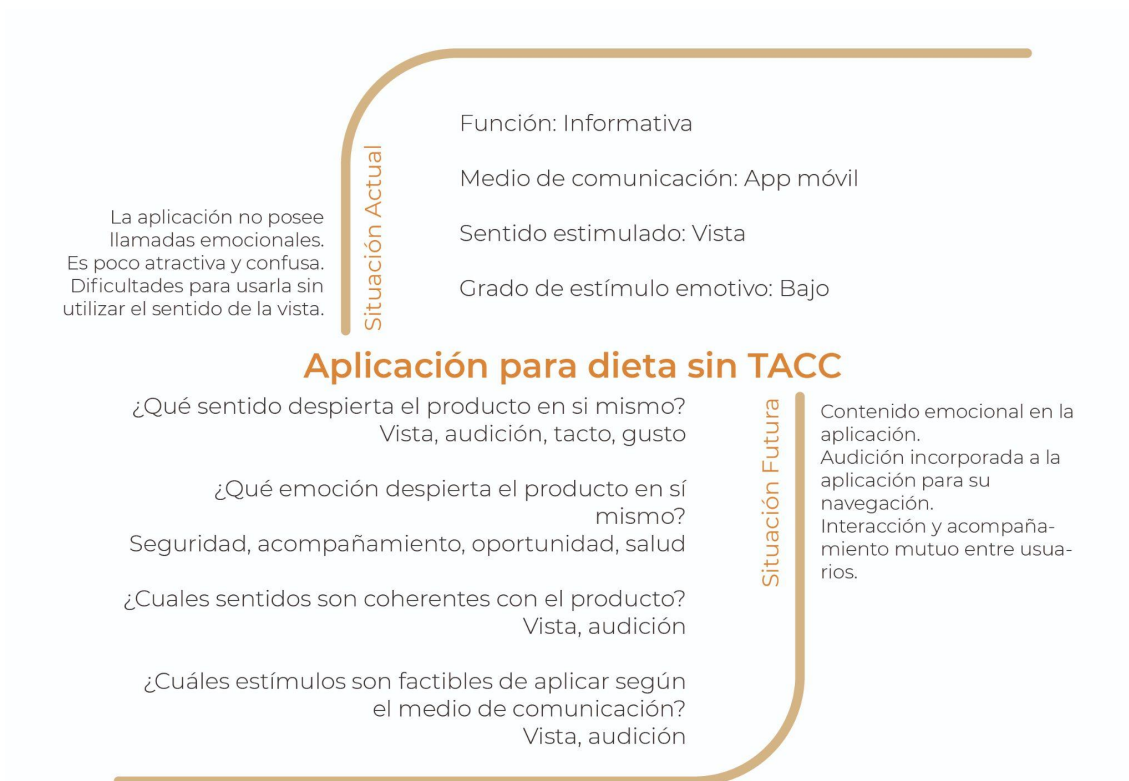 Función: Informativa
Medio de comunicación: App móvil
Sentido estimulado: Vista
Grado de estímulo emotivo: Bajo
Situación Actual
La aplicación no posee
llamadas emocionales.
Es poco atractiva y confusa.
Dificultades para usarla sin
utilizar el sentido de la vista.
Aplicación para dieta sin TACC
¿Qué sentido despierta el producto en si mismo?
Vista, audición, tacto, gusto
¿Qué emoción despierta el producto en sí
mismo?
Seguridad, acompañamiento, oportunidad, salud
¿Cuales sentidos son coherentes con el producto?
Vista, audición
¿Cuáles estímulos son factibles de aplicar según
el medio de comunicación?
Vista, audición
Situación Futura
Contenido emocional en la
aplicación.
Audición incorporada a la
aplicación para su
navegación.
Interacción y acompaña-
miento mutuo entre usua-
rios.